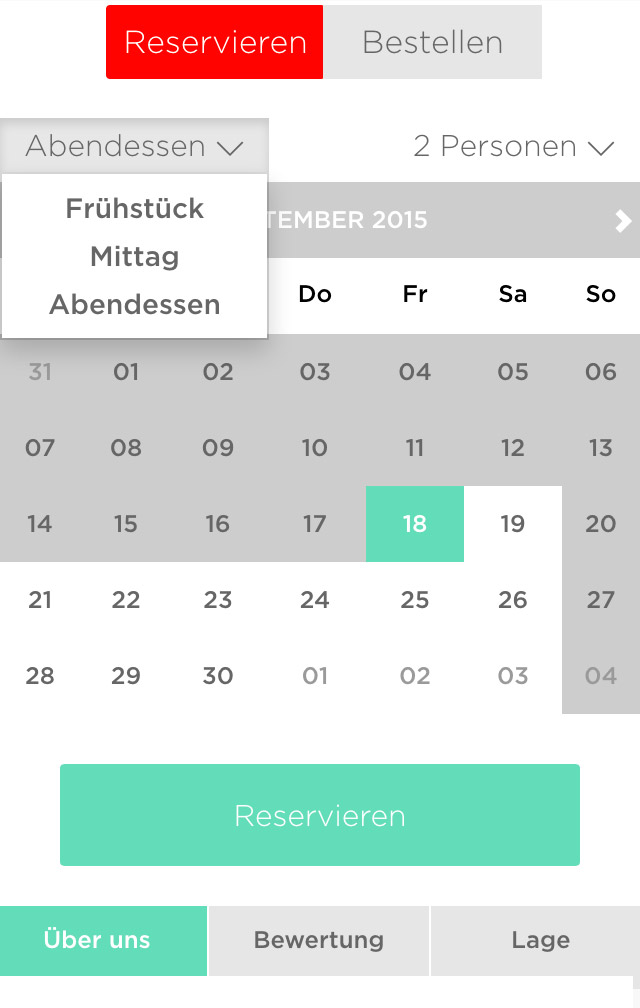 Reservieren Bestellen
Abendessen 2 Personen
Frühstück
Mittag
Abendessen
TEMBER 2015
Do Fr Sa So
31 01 02 03 04 05 06
07 08 09 10 11 12 13
14 15 16 17 18 19 20
21 22 23 24 25 26 27
28 29 30 01 02 03 04
Reservieren
Über uns Bewertung Lage